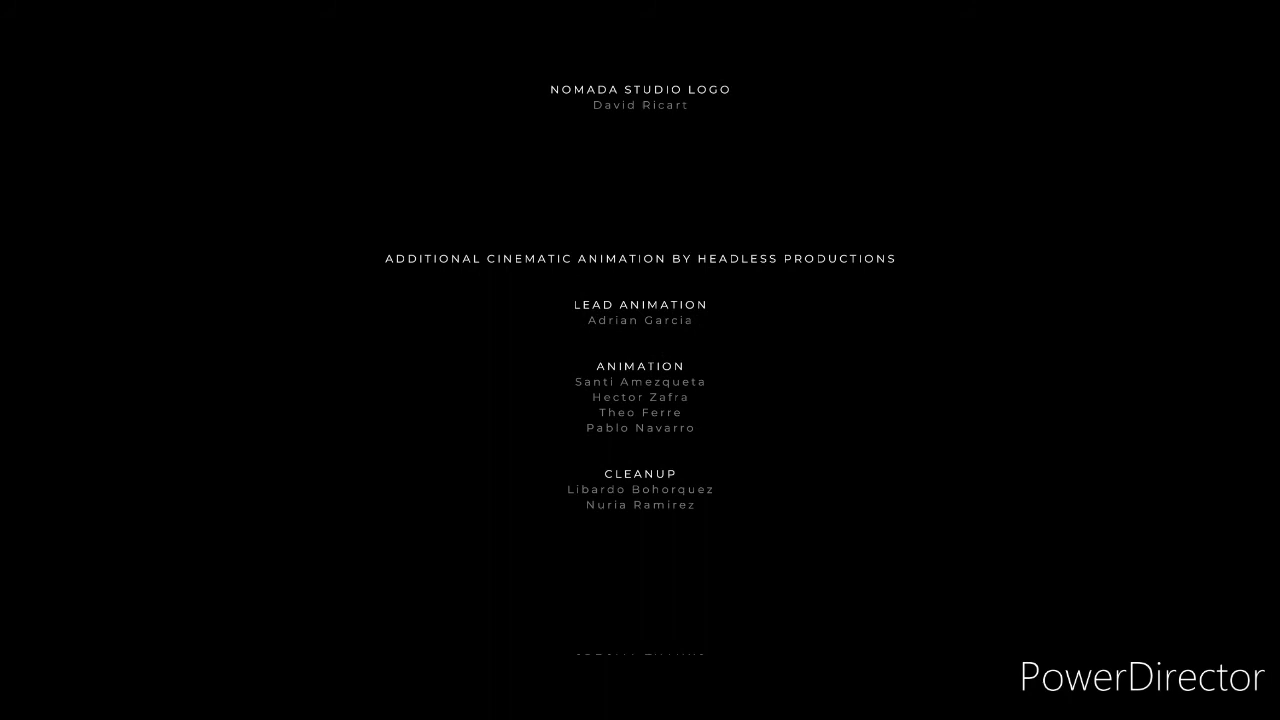 NOMADA STUDIO LOGO
David Ricart
ADDITIONAL CINEMATIC ANIMATION BY HEADLESS PRODUCTIONS
LEAD ANIMATION
Adrian Garcia
ANIMATION
Santi Amezqueta
Hector Zafra
Theo Ferre
Pablo Navarro
CLEANUP
Libardo Bohorquez
Nuria Ramirez
PowerDirector